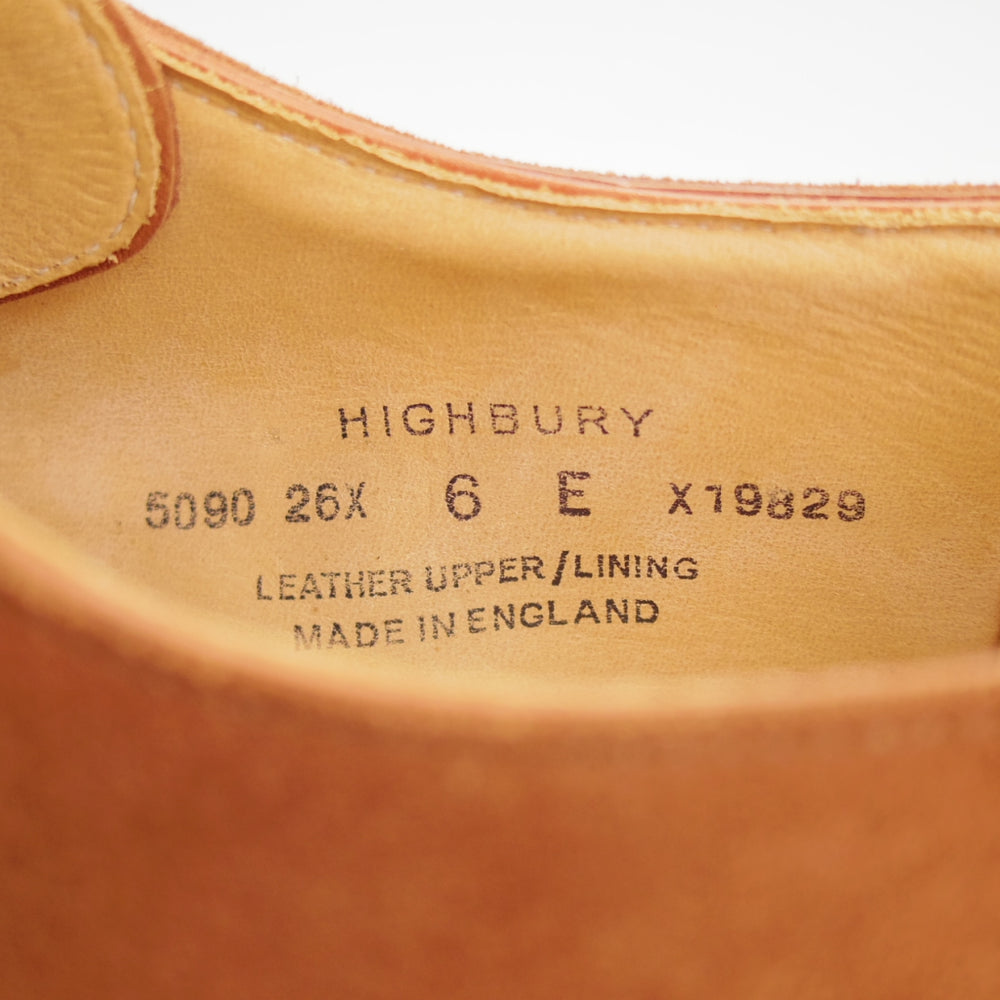 HIGHBURY
5090 26X 6 E X19829
LEATHER UPPER/LINING
MADE IN ENGLAND